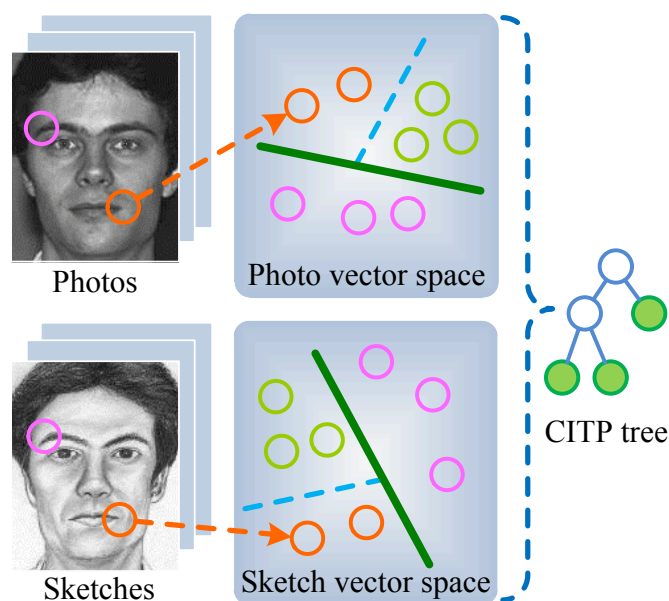 Photos
Photo vector space
CITP tree
Sketches
Sketch vector space